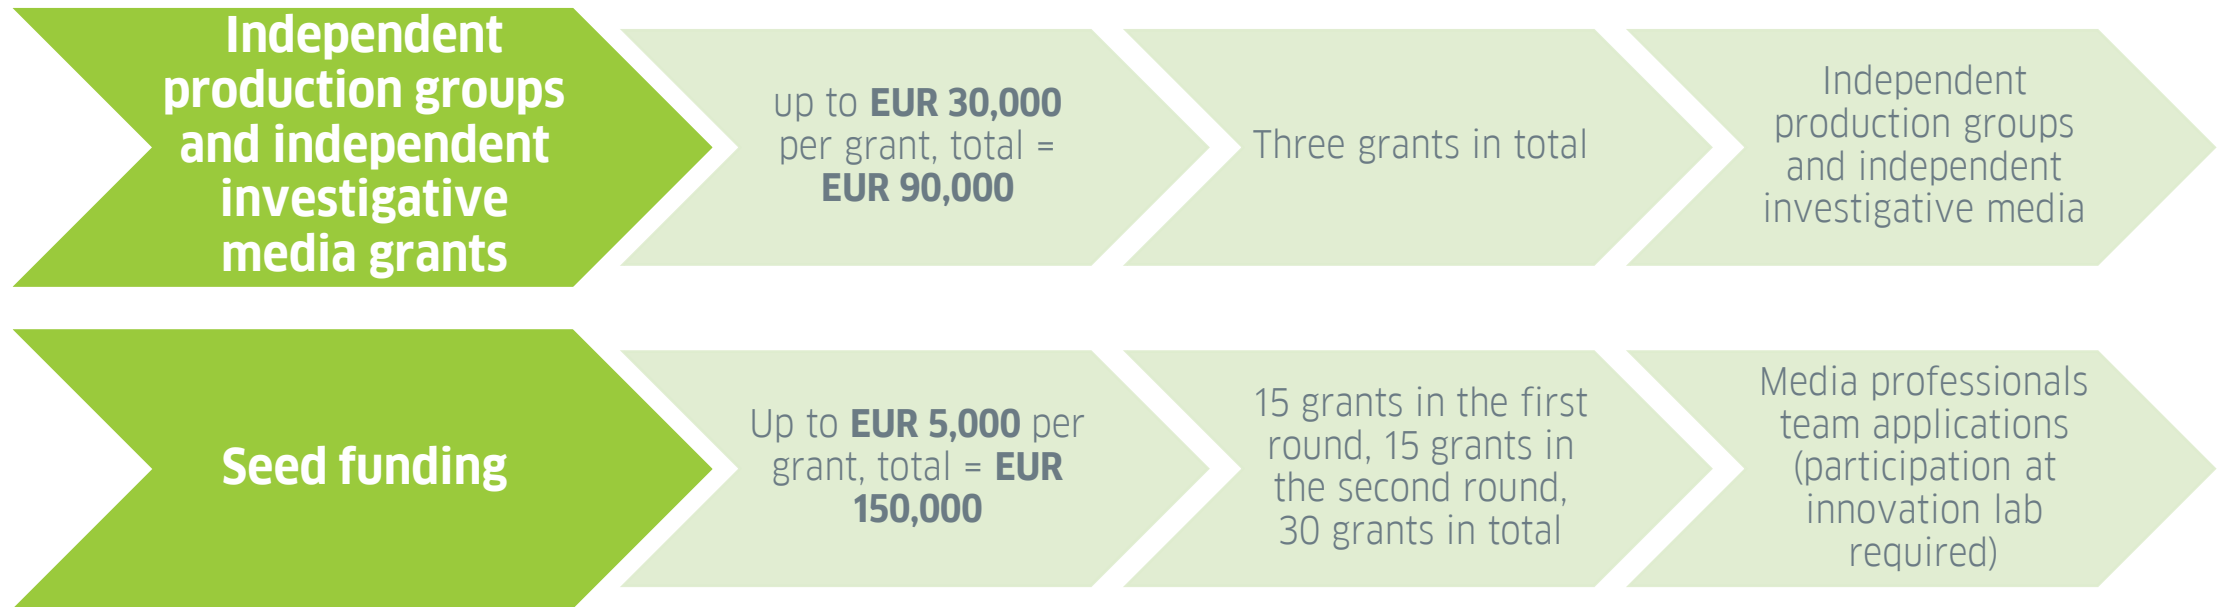 Independent
production groups
and independent
investigative
media grants
up to EUR 30,000
per grant, total =
EUR 90,000
Three grants in total
Independent
production groups
and independent
investigative media
Seed funding
Up to EUR 5,000 per
grant, total = EUR
150,000
15 grants in the first
round, 15 grants in
the second round,
30 grants in total
Media professionals
team applications
(participation at
innovation lab
required)